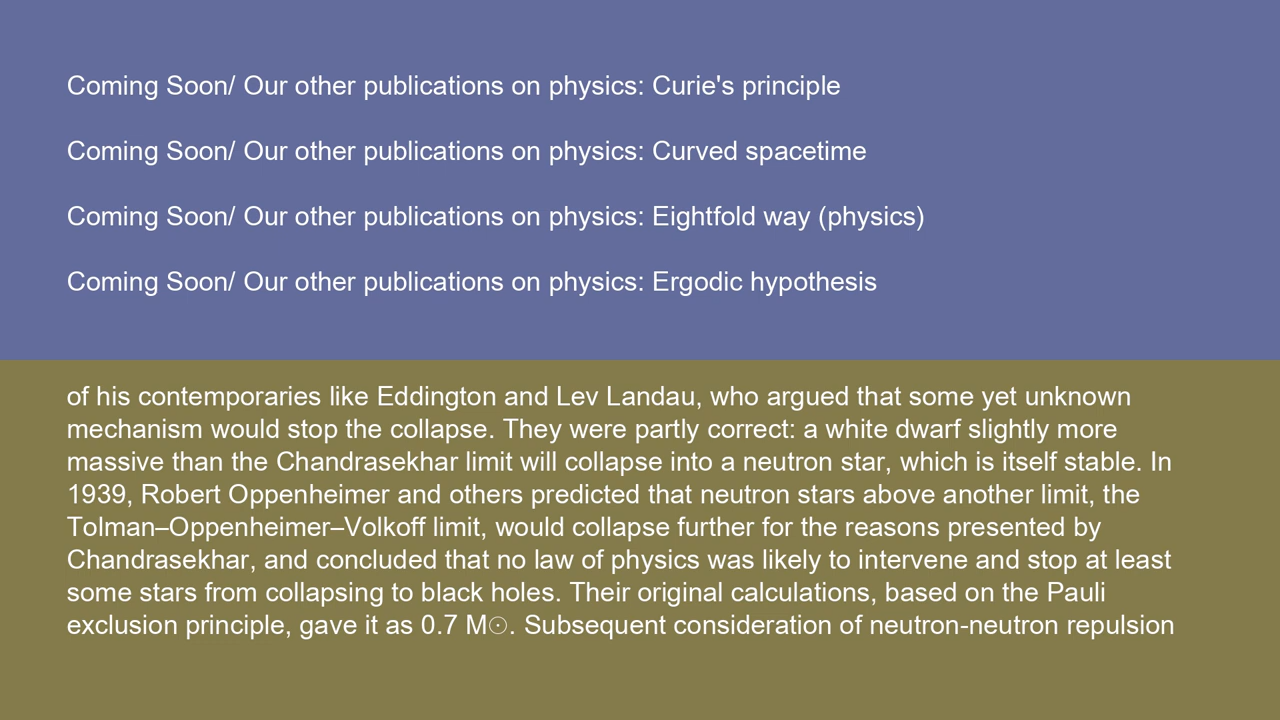 Coming Soon/ Our other publications on physics: Curie's principle
Coming Soon/ Our other publications on physics: Curved spacetime
Coming Soon/ Our other publications on physics: Eightfold way (physics)
Coming Soon/ Our other publications on physics: Ergodic hypothesis
of his contemporaries like Eddington and Lev Landau, who argued that some yet unknown
mechanism would stop the collapse. They were partly correct: a white dwarf slightly more
massive than the Chandrasekhar limit will collapse into a neutron star, which is itself stable. In
1939, Robert Oppenheimer and others predicted that neutron stars above another limit, the
Tolman–Oppenheimer–Volkoff limit, would collapse further for the reasons presented by
Chandrasekhar, and concluded that no law of physics was likely to intervene and stop at least
some stars from collapsing to black holes. Their original calculations, based on the Pauli
exclusion principle, gave it as 0.7 M☉. Subsequent consideration of neutron-neutron repulsion